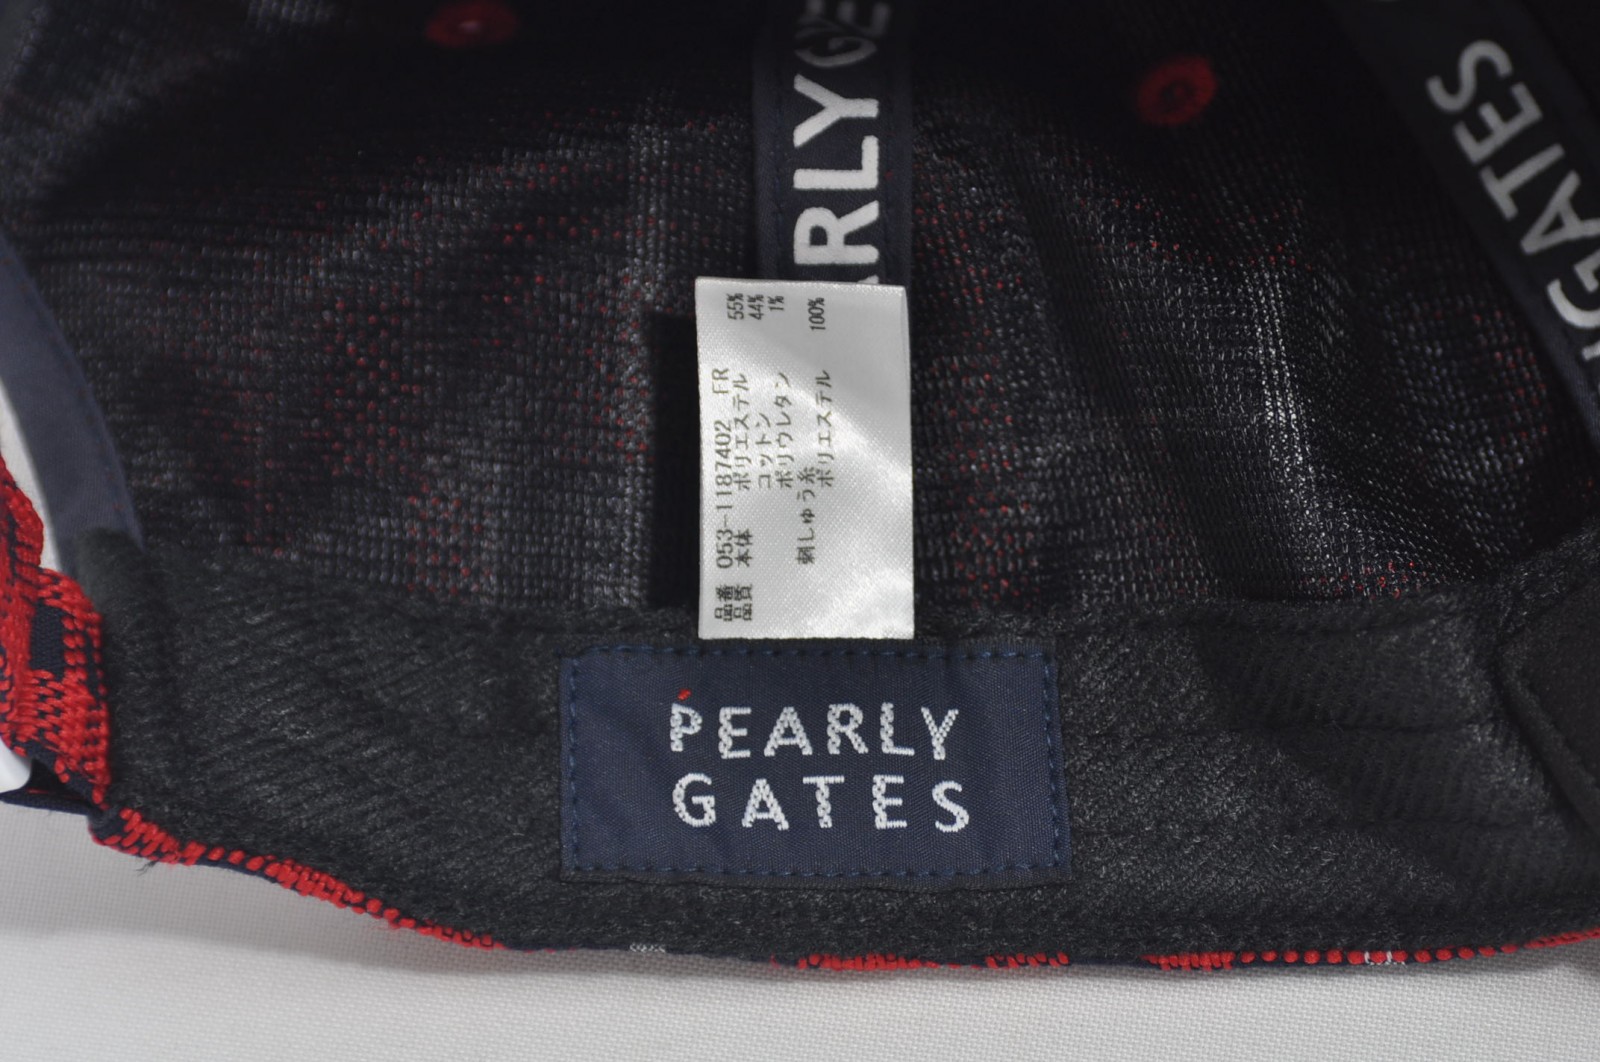 ARLY GE
GATES
品番 053-1187402 FR
品質 本体 ポリエステル 55%
コットン 44%
ポリウレタン 1%
刺しゅう糸
ポリエステル 100%
PEARLY
GATES